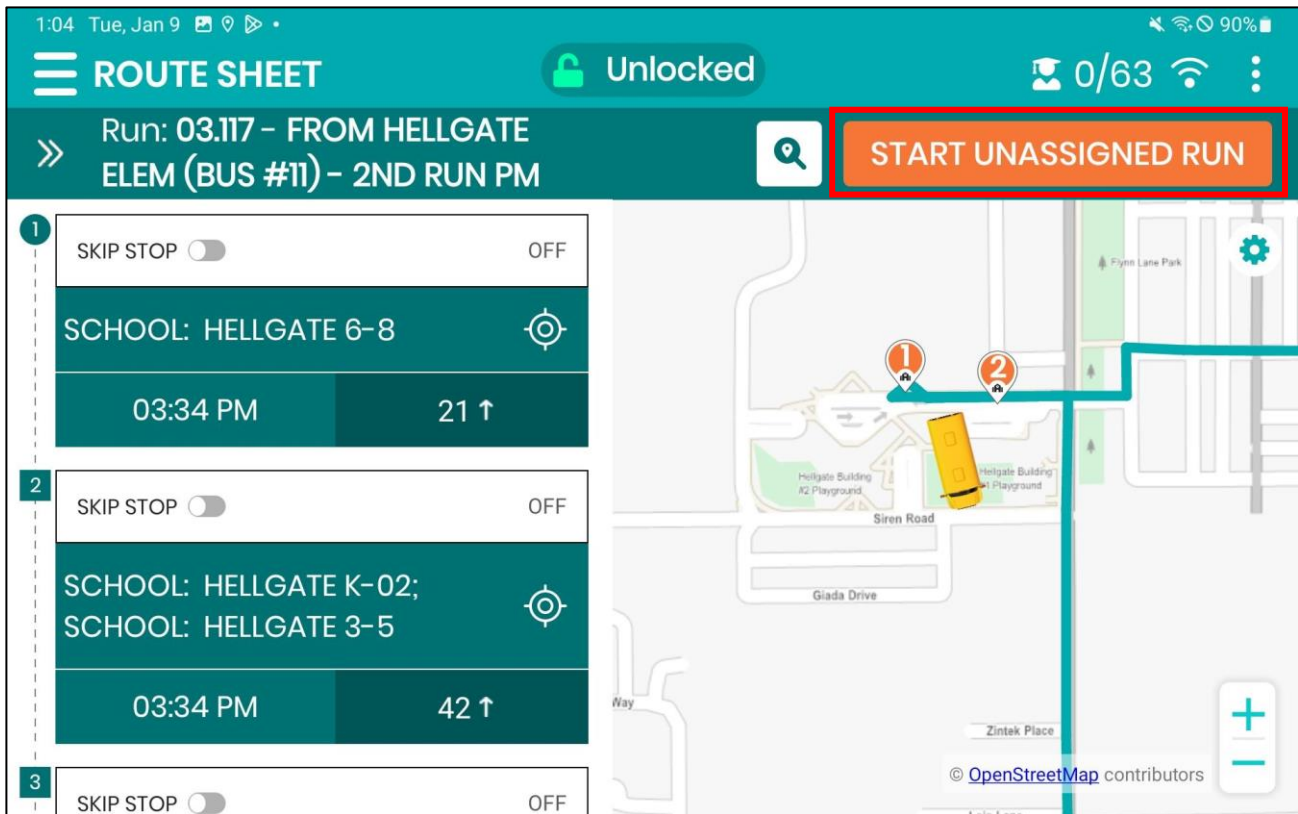 1:04 Tue, Jan 9
90%
ROUTE SHEET
Unlocked
0/63
Run: 03.117 - FROM HELLGATE
ELEM (BUS #11) - 2ND RUN PM
START UNASSIGNED RUN
1
SKIP STOP OFF
SCHOOL: HELLGATE 6-8
03:34 PM 21 ↑
2
SKIP STOP OFF
SCHOOL: HELLGATE K-02;
SCHOOL: HELLGATE 3-5
03:34 PM 42 ↑
3
SKIP STOP OFF
Flynn Lane Park
1
2
Hellgate Building
#2 Playground
Hellgate Building
#1 Playground
Siren Road
Giada Drive
Way
Zintek Place
+
−
© OpenStreetMap contributors